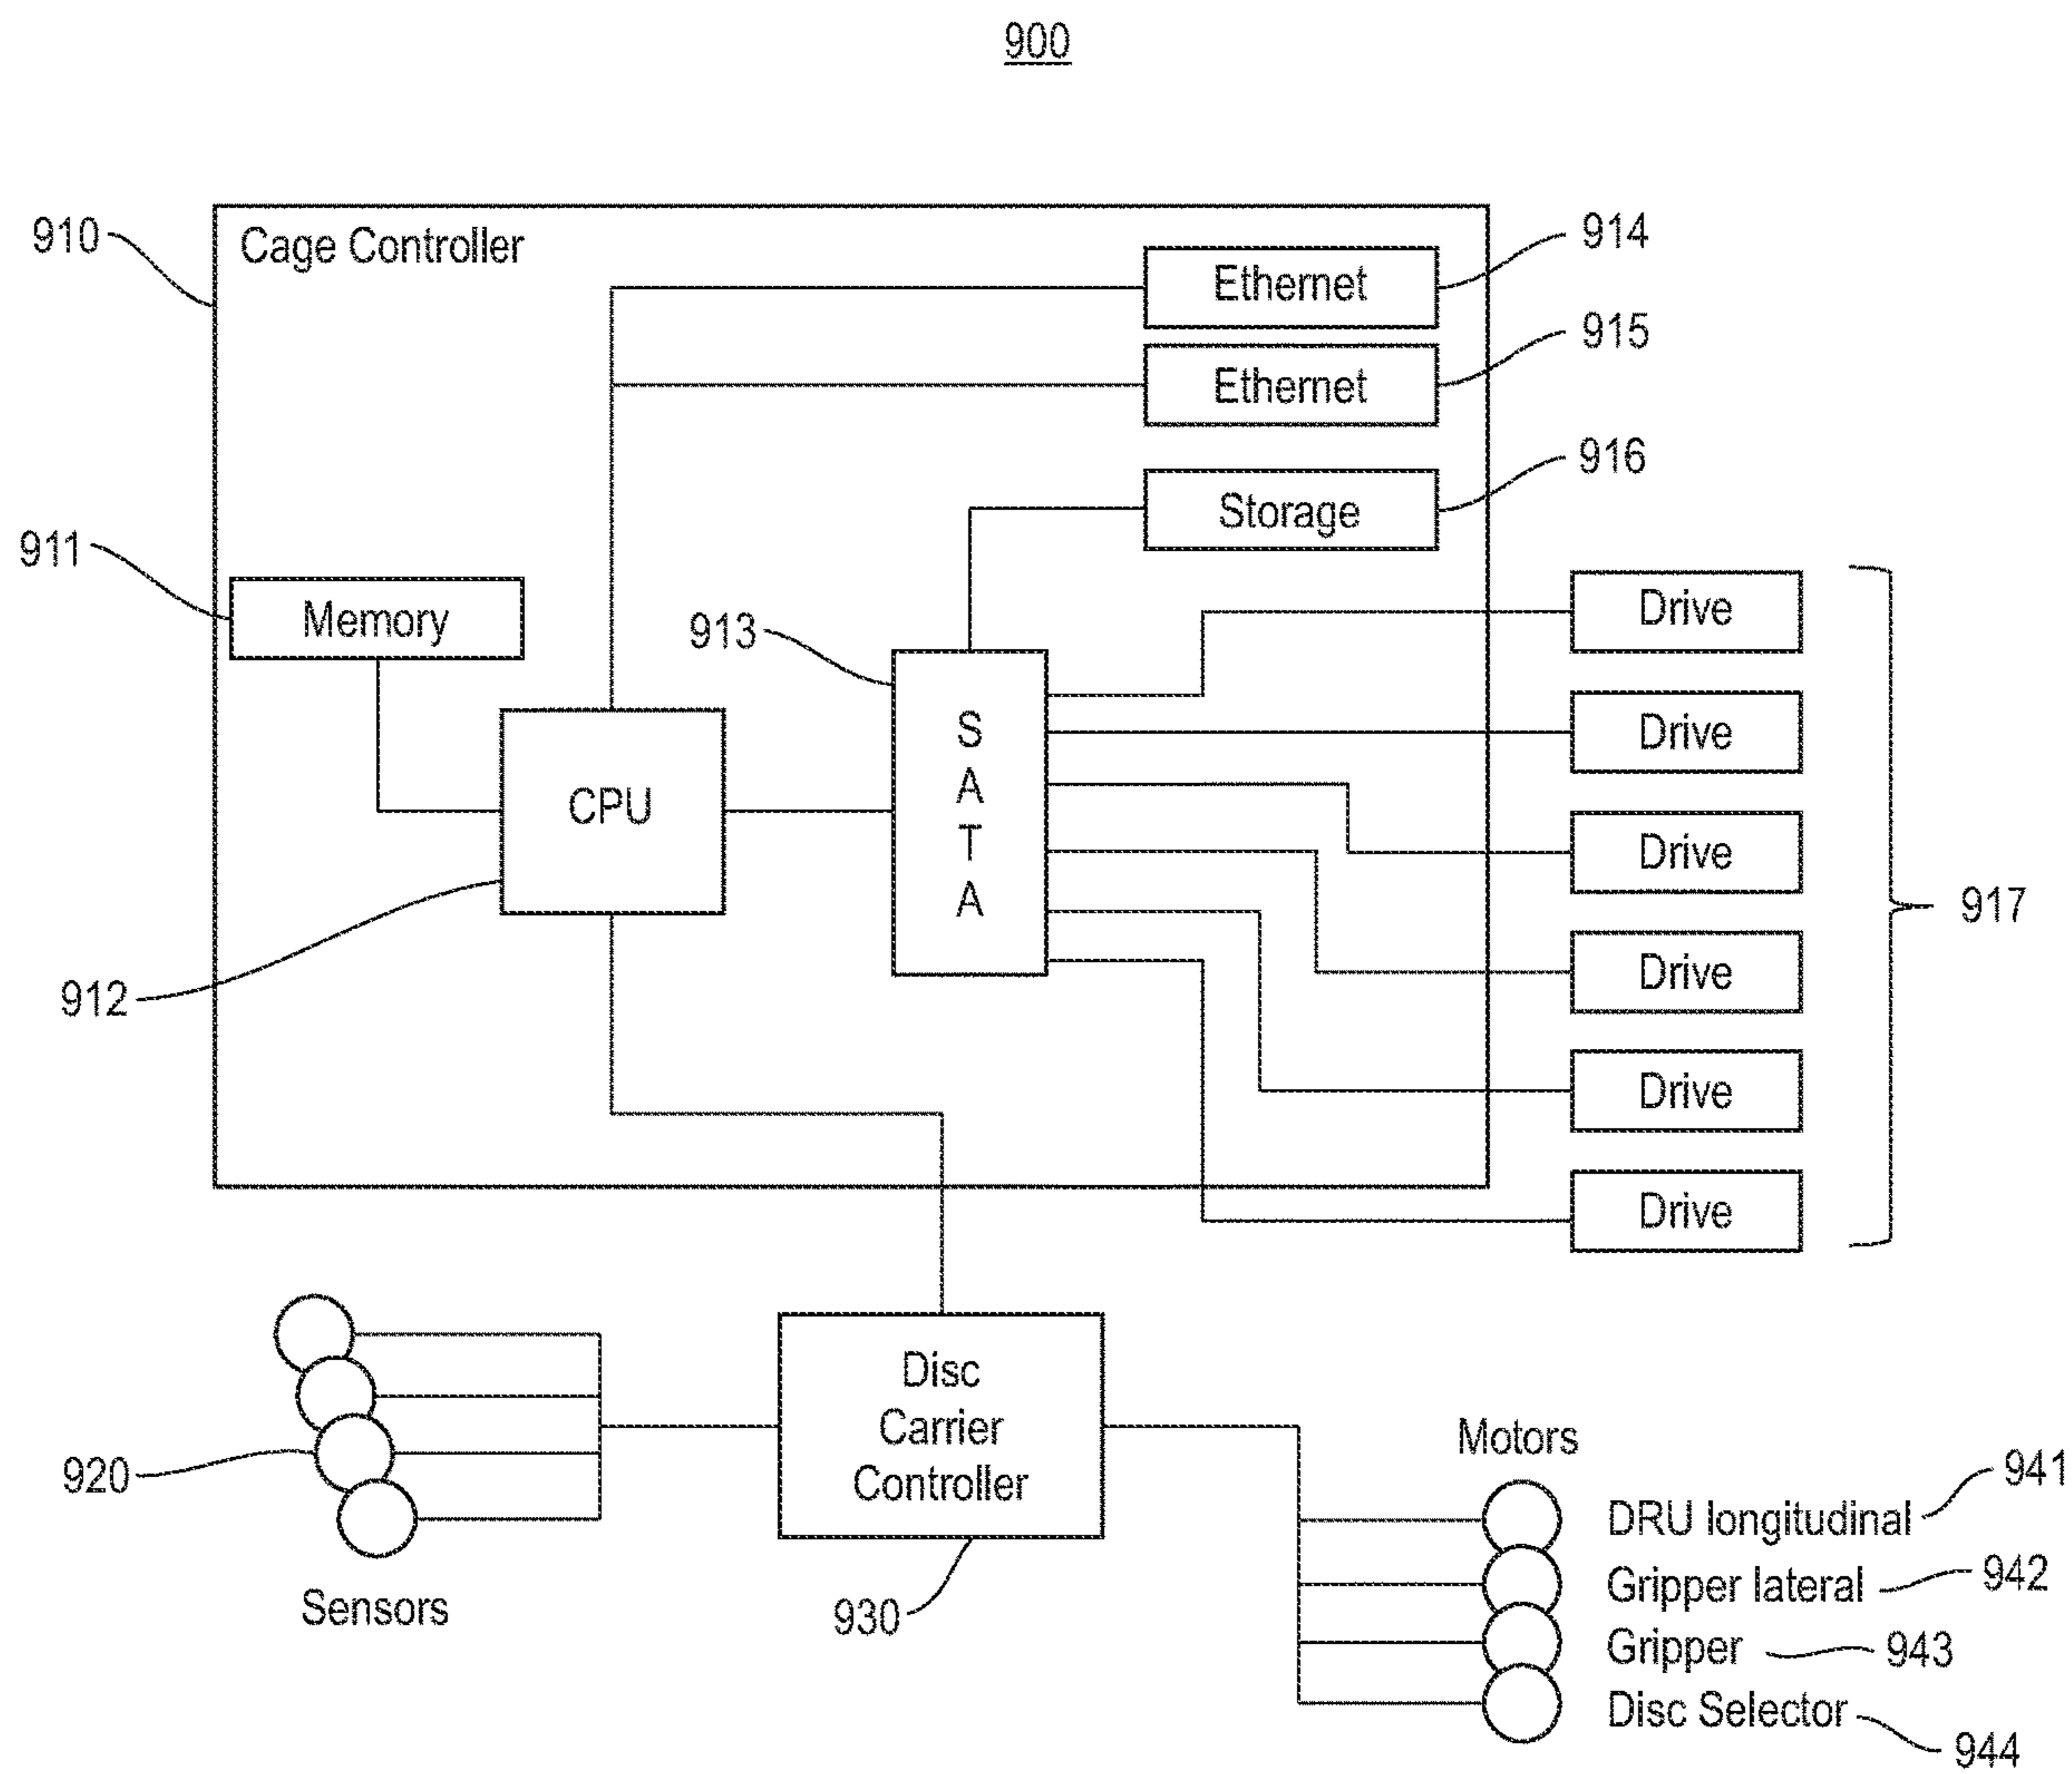 900
910
Cage Controller
Ethernet
914
Ethernet
915
Storage
916
911
Memory
913
S
A
T
A
CPU
912
Drive
Drive
Drive
Drive
Drive
Drive
917
920
Sensors
Disc
Carrier
Controller
930
Motors
DRU longitudinal
941
Gripper lateral
942
Gripper
943
Disc Selector
944